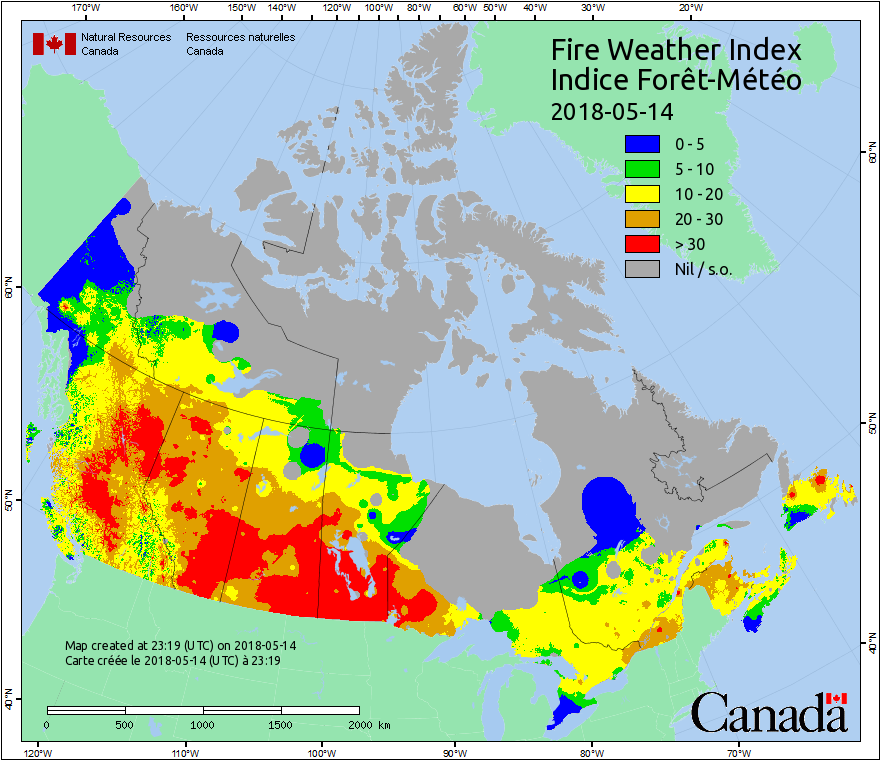 170°W 160°W 150°W 140°W 130°W 120°W 110°W 100°W 90°W 80°W 60°W 50°W 40°W 30°W 20°W
Natural Resources Ressources naturelles
Canada Canada
Fire Weather Index
Indice Forêt-Météo
2018-05-14
0 - 5
5 - 10
10 - 20
20 - 30
> 30
Nil / s.o.
60°N
60°N
50°N
50°N
40°N
40°N
Map created at 23:19 (UTC) on 2018-05-14
Carte créée le 2018-05-14 (UTC) à 23:19
0 500 1000 1500 2000 km
Canada
120°W 110°W 100°W 90°W 80°W 70°W